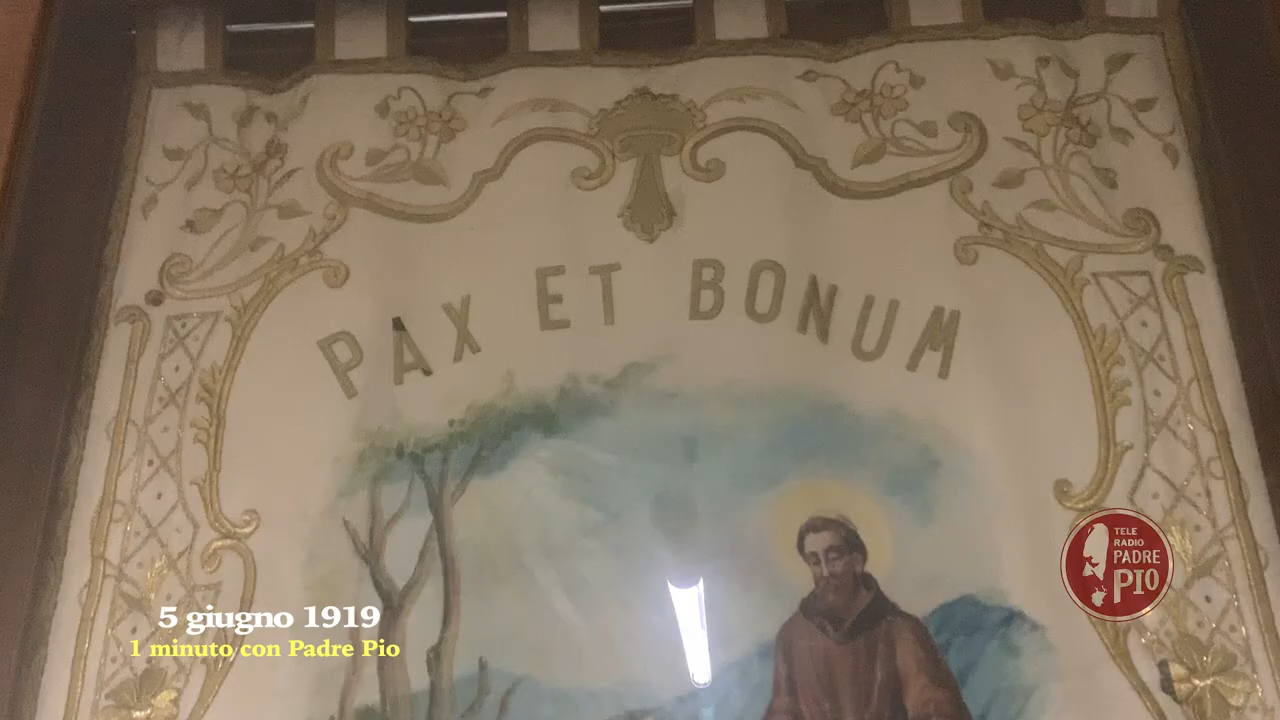 PAX ET BONUM
TELE
RADIO
PADRE
PIO
5 giugno 1919
1 minuto con Padre Pio